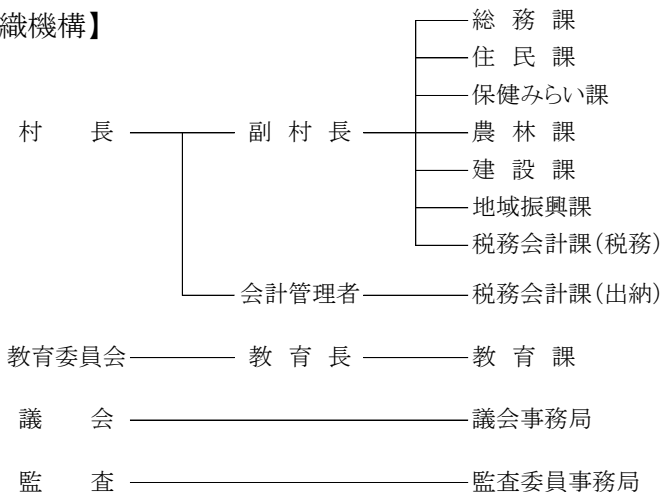 織機構】
総務課
住民課
保健みらい課
村長 副村長 農林課
建設課
地域振興課
税務会計課(税務)
会計管理者 税務会計課(出納)
教育委員会 教育長 教育課
議会 議会事務局
監査 監査委員事務局